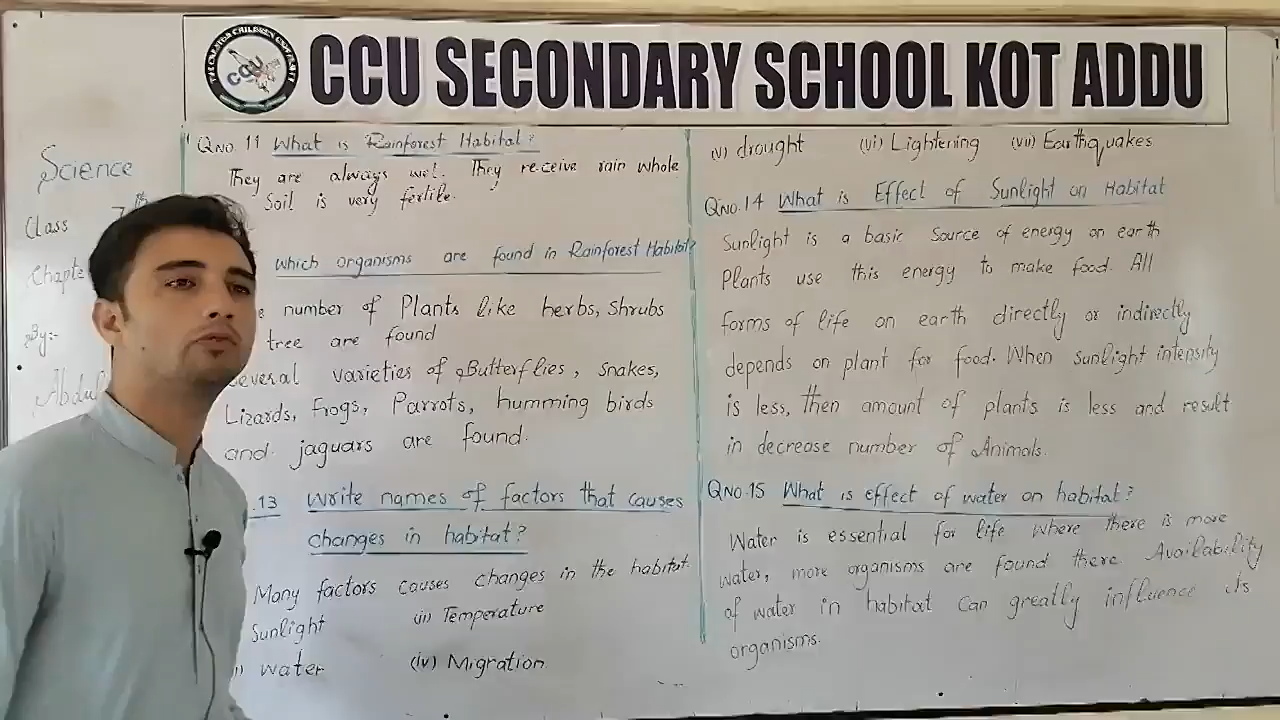 CCU SECONDARY SCHOOL KOT ADDU
CCU
Science
Class 7th
Chapte
By:-
Abdul
QNO. 11 What is Rainforest Habitat?
They are always wet. They receive rain whole
Soil is very fertile.
which organisms are found in Rainforest Habitat?
number of Plants like herbs, Shrubs
tree are found
several varieties of Butterflies, snakes,
Lizards, Frogs, Parrots, humming birds
and jaguars are found.
.13 Write names of factors that causes
changes in habitat?
Many factors causes changes in the habitat.
Sunlight (ii) Temperature
water (iv) Migration
(v) drought (vi) Lightening (vii) Earthquakes
QNO.14 What is Effect of Sunlight on Habitat
Sunlight is a basic Source of energy on earth
Plants use this energy to make food. All
forms of life on earth directly or indirectly
depends on plant for food. When sunlight intensity
is less, then amount of plants is less and result
in decrease number of Animals.
QNO.15 What is effect of water on habitat?
Water is essential for life where there is more
water, more organisms are found there Availability
of water in habitat can greatly influence its
organisms.